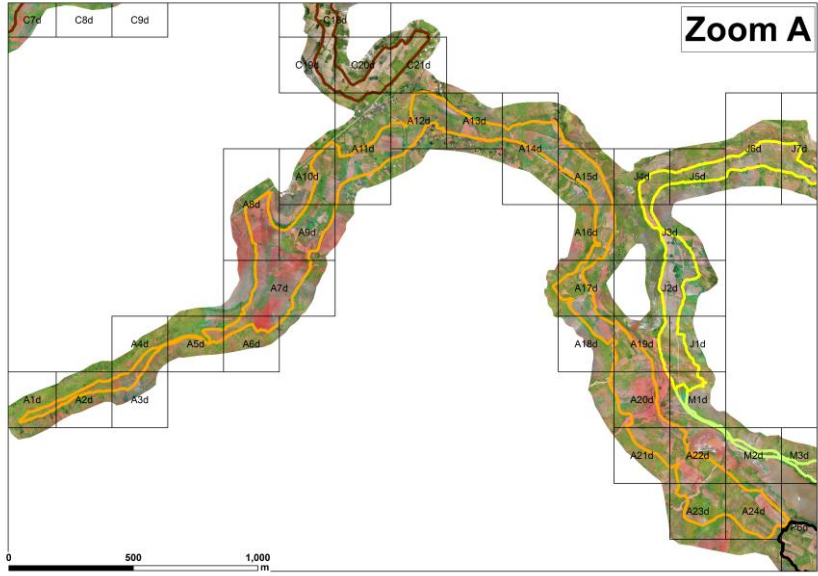 C7d C8d C9d C18d Zoom A
C19d C20d C21d
A12d A13d
A11d A14d J6d J7d
A10d A15d J4d J5d
A8d A9d A16d J3d
A7d A17d J2d
A4d A5d A6d A18d A19d J1d
A1d A2d A3d A20d M1d
A21d A22d M2d M3d
A23d A24d
0 500 1,000
m